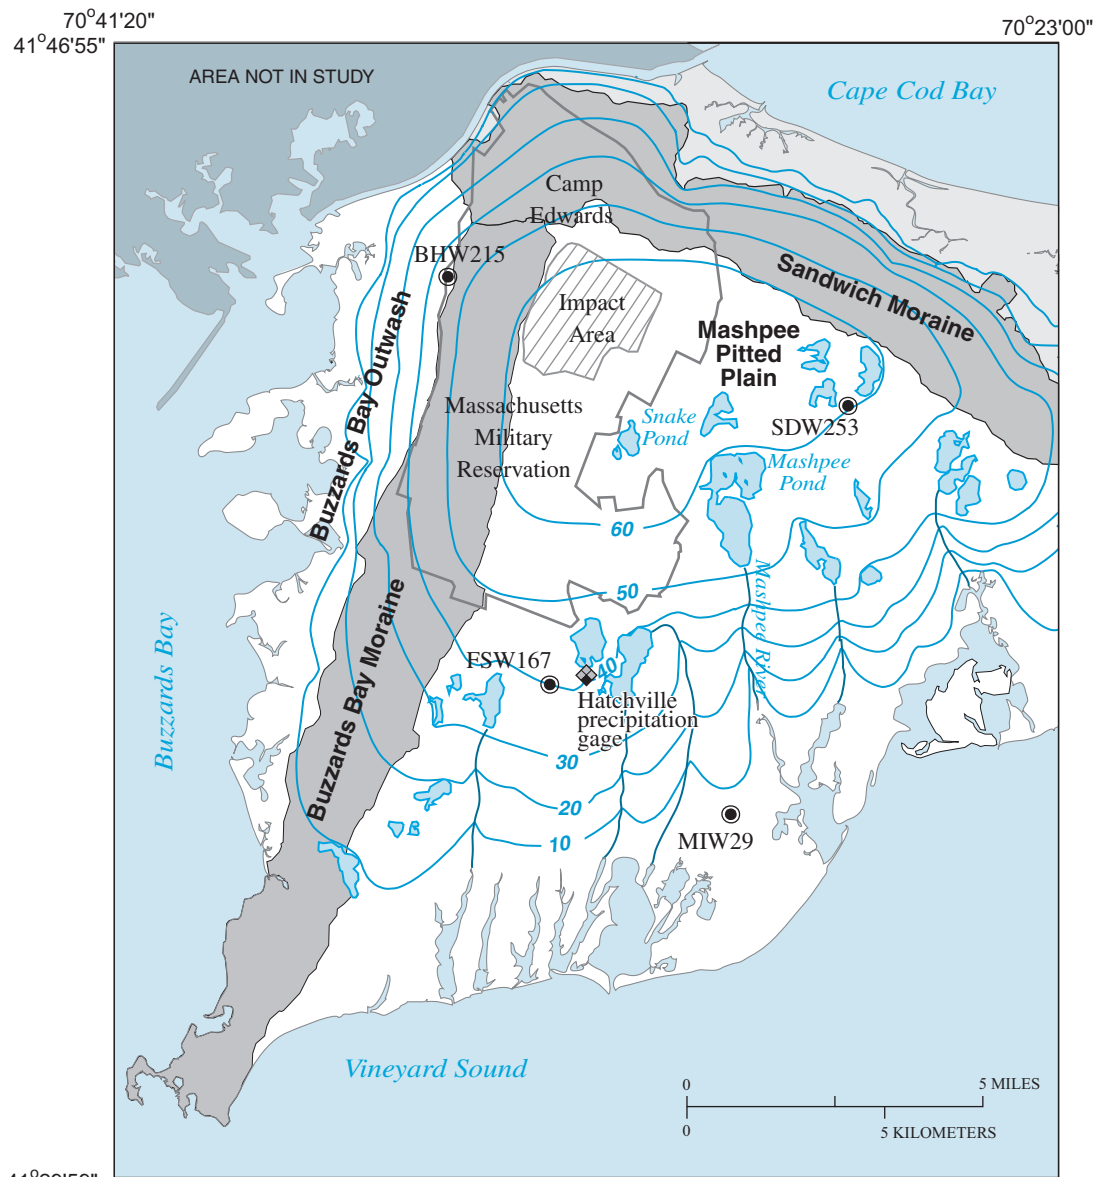 70°41'20"
70°23'00"
41°46'55"
AREA NOT IN STUDY
Cape Cod Bay
Camp
Edwards
BHW215
Sandwich Moraine
Impact
Area
Mashpee
Pitted
Plain
Buzzards Bay Outwash
Massachusetts
Military
Reservation
Snake
Pond
SDW253
Mashpee
Pond
60
50
Mashpee River
Buzzards Bay
Buzzards Bay Moraine
FSW167
40
Hatchville
precipitation
gage
30
20
10
MIW29
Vineyard Sound
0
5 MILES
0
5 KILOMETERS